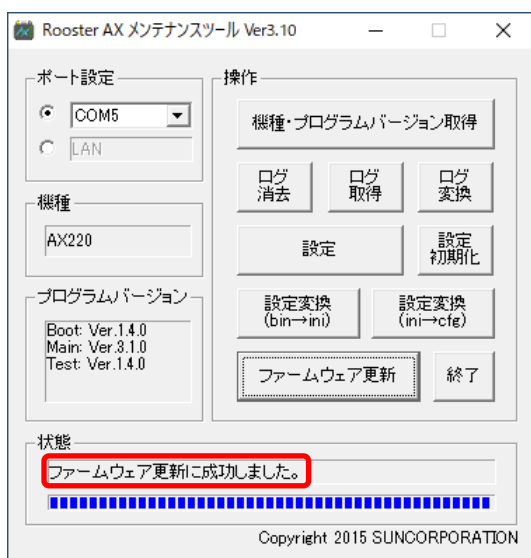 Rooster AX メンテナンスツール Ver3.10
ポート設定
COM5
LAN
機種
AX220
プログラムバージョン
Boot: Ver.1.4.0
Main: Ver.3.1.0
Test: Ver.1.4.0
操作
機種・プログラムバージョン取得
ログ
消去
ログ
取得
ログ
変換
設定
設定
初期化
設定変換
(bin→ini)
設定変換
(ini→cfg)
ファームウェア更新
終了
状態
ファームウェア更新に成功しました。
Copyright 2015 SUNCORPORATION